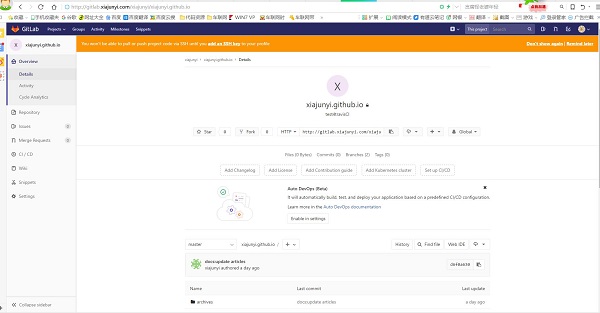 http://gitlab.xiajunyi.com/xiajunyi/xiajunyi.github.io
GitLab Projects Groups Activity Milestones Snippets
This project Search
You won't be able to pull or push project code via SSH until you add an SSH key to your profile
Don't show again | Remind later
xiajunyi.github.io
Overview
Details
Activity
Cycle Analytics
Repository
Issues 0
Merge Requests 0
CI / CD
Wiki
Snippets
Settings
Collapse sidebar
xiajunyi > xiajunyi.github.io > Details
X
xiajunyi.github.io
Star 0 Fork 0 HTTP http://gitlab.xiajunyi.com/xiaju Global
Files (0 Bytes) Commits (0) Branches (2) Tags (0)
Add Changelog Add License Add Contribution guide Add Kubernetes cluster Set up CI/CD
Auto DevOps (Beta)
It will automatically build, test, and deploy your application based on a predefined CI/CD configuration.
Learn more in the Auto DevOps documentation
Enable in settings
master xiajunyi.github.io / + History Find file Web IDE
docs:update articles
xiajunyi authored a day ago
Name Last commit Last update
archives docs:update articles a day ago